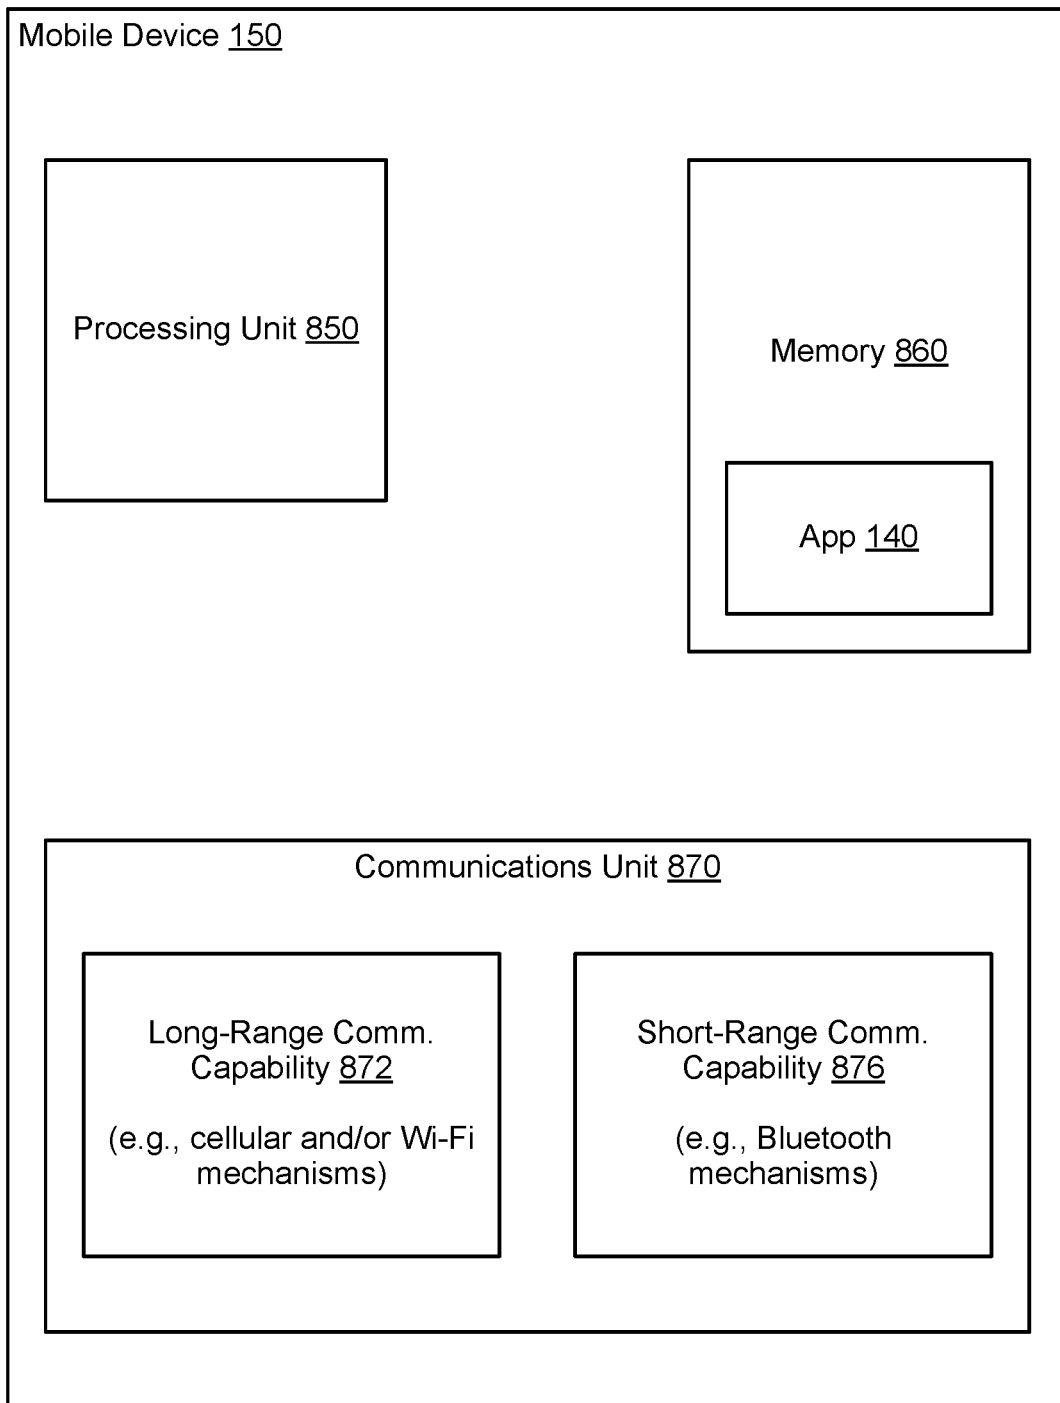 Mobile Device 150
Processing Unit 850
Memory 860
App 140
Communications Unit 870
Long-Range Comm.
Capability 872
(e.g., cellular and/or Wi-Fi
mechanisms)
Short-Range Comm.
Capability 876
(e.g., Bluetooth
mechanisms)